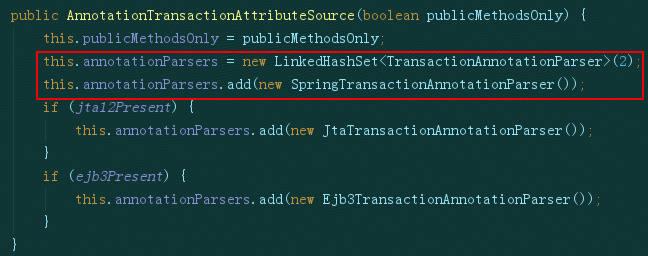 public AnnotationTransactionAttributeSource(boolean publicMethodsOnly) {
this.publicMethodsOnly = publicMethodsOnly;
this.annotationParsers = new LinkedHashSet<TransactionAnnotationParser>(2);
this.annotationParsers.add(new SpringTransactionAnnotationParser());
if (jta12Present) {
this.annotationParsers.add(new JtaTransactionAnnotationParser());
}
if (ejb3Present) {
this.annotationParsers.add(new Ejb3TransactionAnnotationParser());
}
}